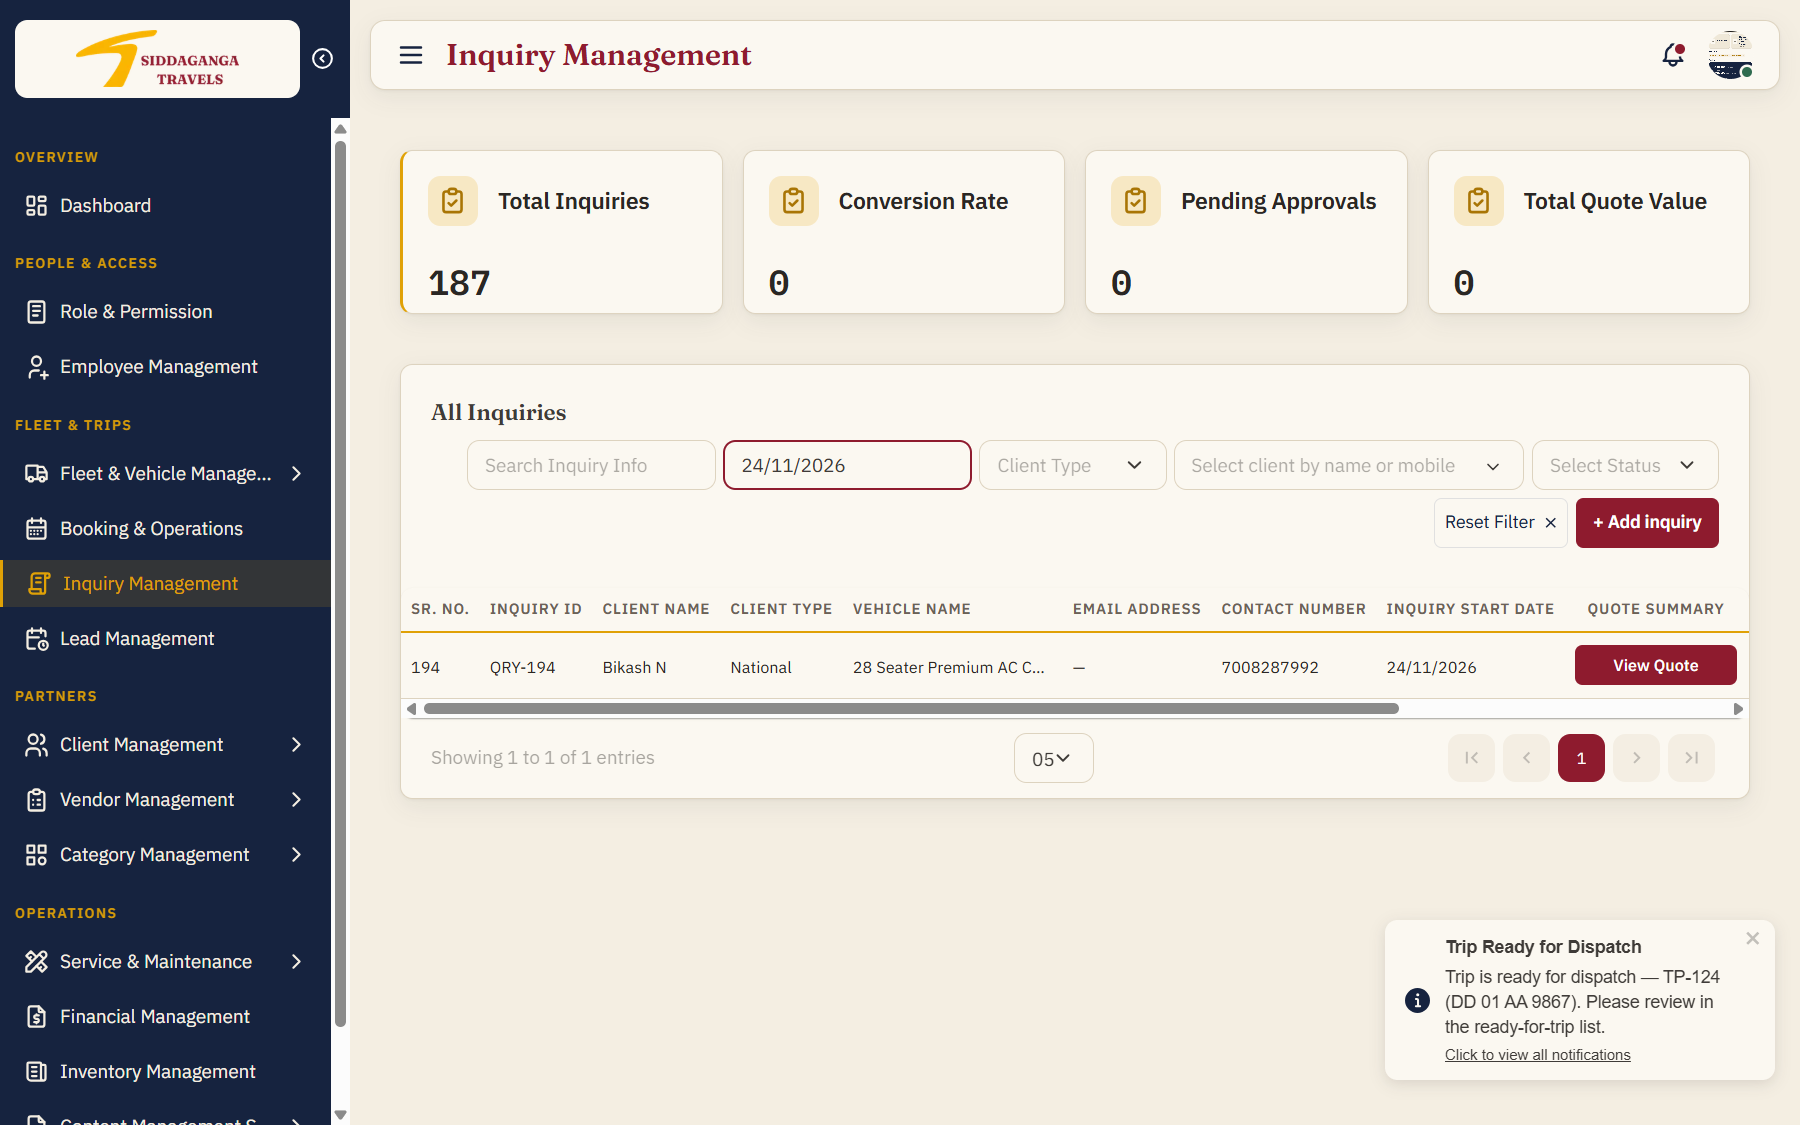 SIDDAGANGA
TRAVELS
OVERVIEW
Dashboard
PEOPLE & ACCESS
Role & Permission
Employee Management
FLEET & TRIPS
Fleet & Vehicle Manage...
Booking & Operations
Inquiry Management
Lead Management
PARTNERS
Client Management
Vendor Management
Category Management
OPERATIONS
Service & Maintenance
Financial Management
Inventory Management
Content Management S
Inquiry Management
Total Inquiries
187
Conversion Rate
0
Pending Approvals
0
Total Quote Value
0
All Inquiries
Search Inquiry Info 24/11/2026 Client Type Select client by name or mobile Select Status
Reset Filter × + Add inquiry
SR. NO. INQUIRY ID CLIENT NAME CLIENT TYPE VEHICLE NAME EMAIL ADDRESS CONTACT NUMBER INQUIRY START DATE QUOTE SUMMARY
194 QRY-194 Bikash N National 28 Seater Premium AC C... — 7008287992 24/11/2026 View Quote
Showing 1 to 1 of 1 entries 05 1
Trip Ready for Dispatch
Trip is ready for dispatch — TP-124
(DD 01 AA 9867). Please review in
the ready-for-trip list.
Click to view all notifications